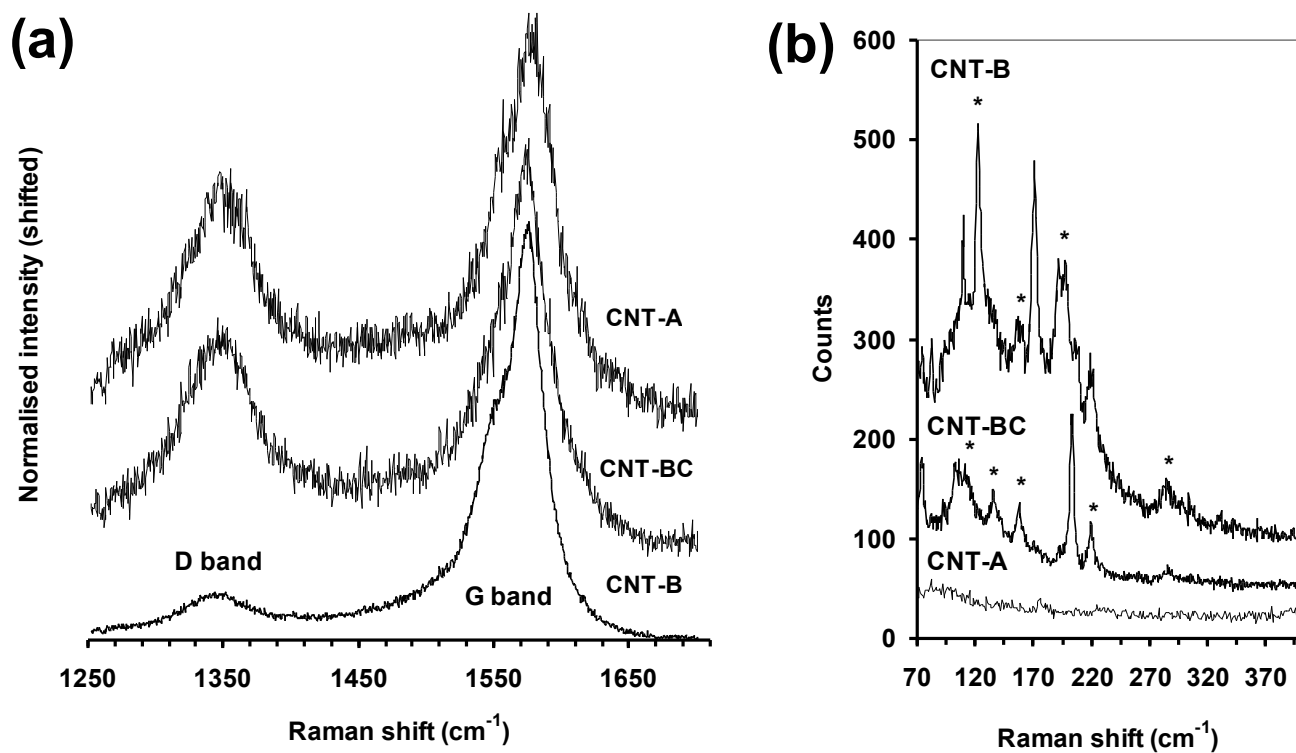 (a)
Normalised intensity (shifted)
CNT-A
CNT-BC
D band
G band
CNT-B
1250 1350 1450 1550 1650
Raman shift (cm⁻¹)
(b)
600
CNT-B
*
500
400
*
*
300
Counts
200
CNT-BC
*
*
*
*
*
100
CNT-A
0
70 120 170 220 270 320 370
Raman shift (cm⁻¹)